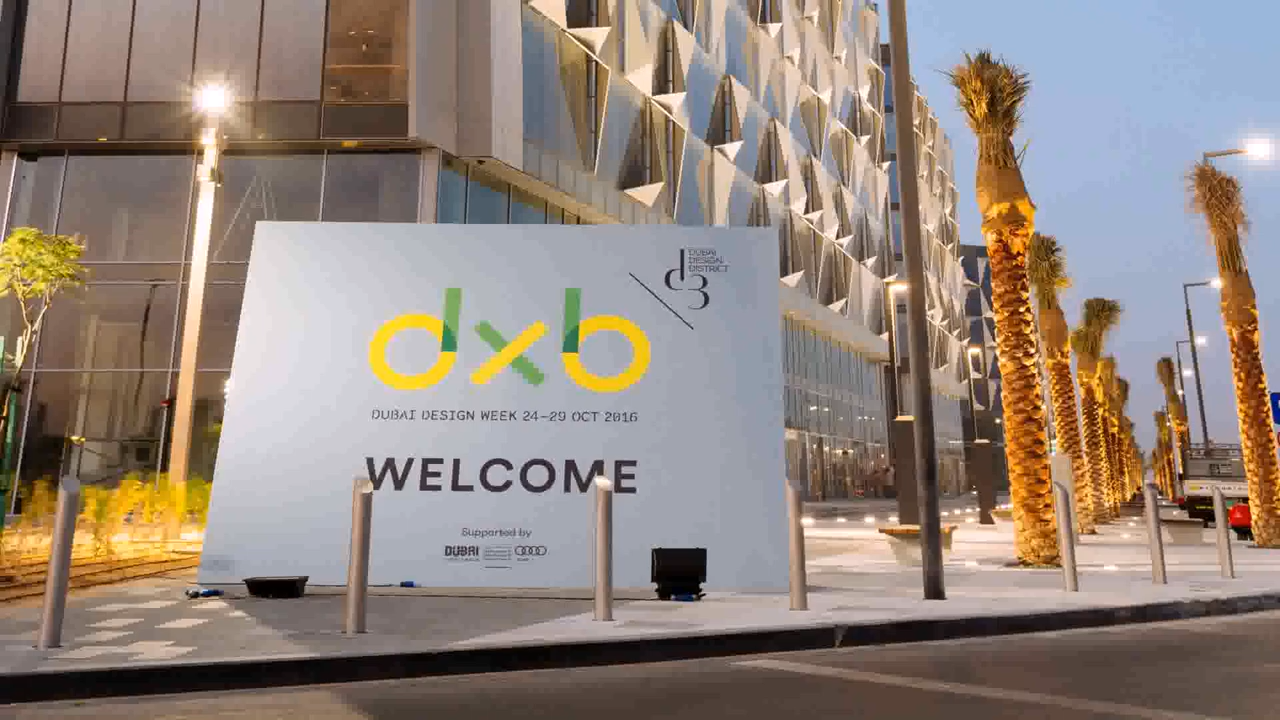 DUBAI
DESIGN
DISTRICT
d3
dxb
DUBAI DESIGN WEEK 24–29 OCT 2016
WELCOME
Supported by
DUBAI